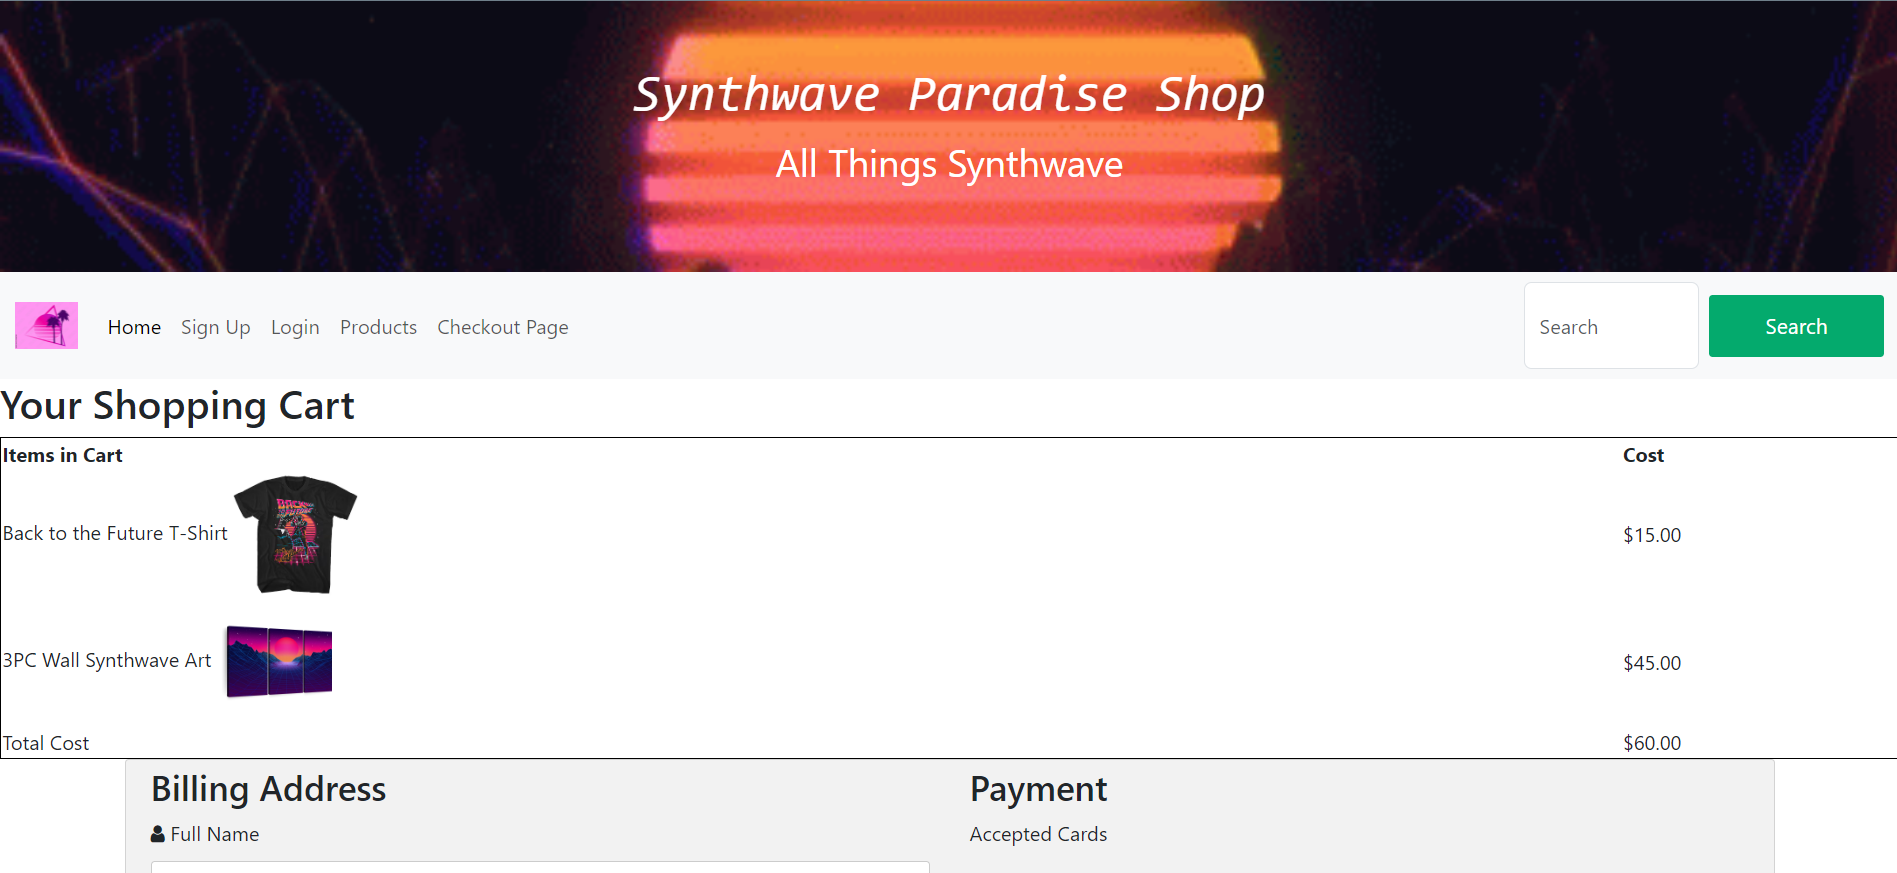 Synthwave Paradise Shop
All Things Synthwave
Home Sign Up Login Products Checkout Page Search Search
Your Shopping Cart
Items in Cart Cost
Back to the Future T-Shirt $15.00
3PC Wall Synthwave Art $45.00
Total Cost $60.00
Billing Address Payment
Full Name Accepted Cards